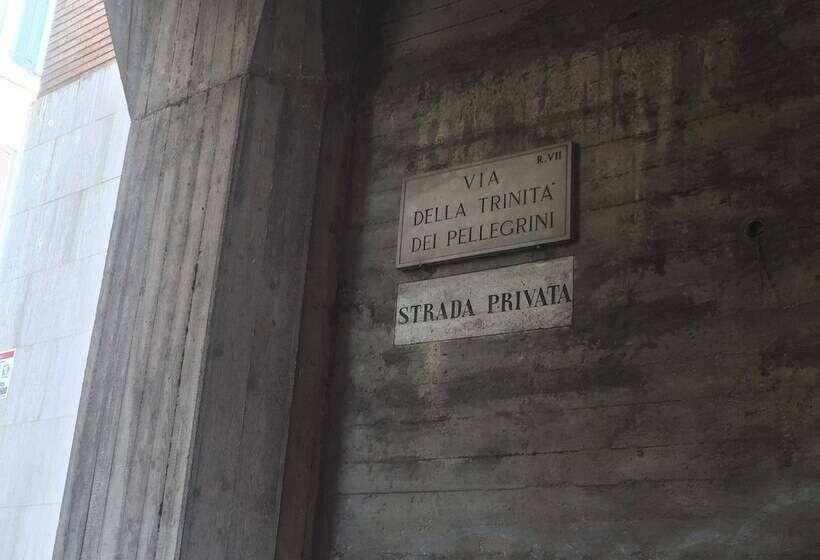 R. VII
VIA
DELLA TRINITA'
DEI PELLEGRINI
STRADA PRIVATA